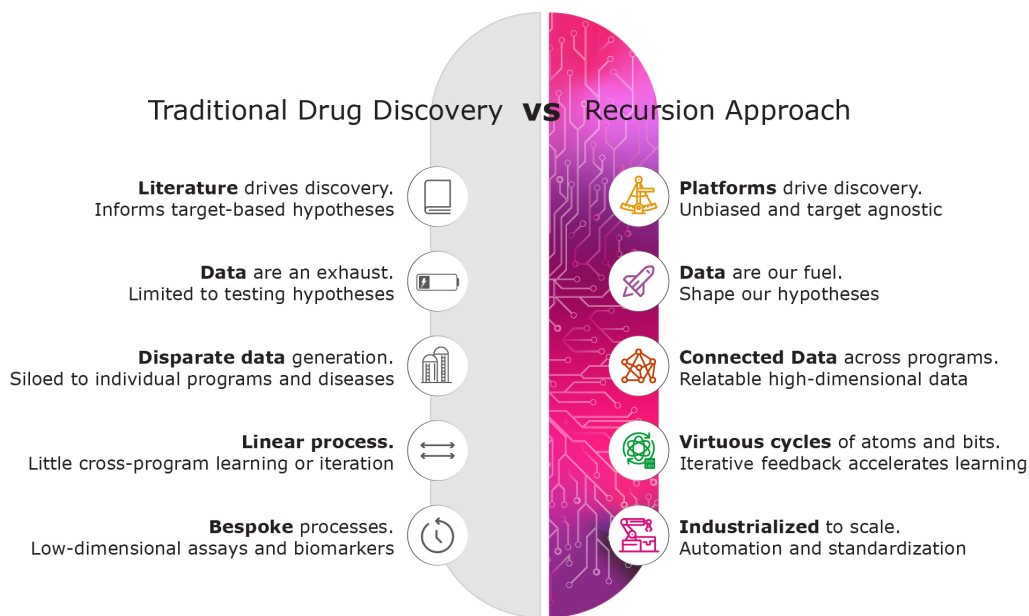 Traditional Drug Discovery vs Recursion Approach
Literature drives discovery.
Informs target-based hypotheses
Platforms drive discovery.
Unbiased and target agnostic
Data are an exhaust.
Limited to testing hypotheses
Data are our fuel.
Shape our hypotheses
Disparate data generation.
Siloed to individual programs and diseases
Connected Data across programs.
Relatable high-dimensional data
Linear process.
Little cross-program learning or iteration
Virtuous cycles of atoms and bits.
Iterative feedback accelerates learning
Bespoke processes.
Low-dimensional assays and biomarkers
Industrialized to scale.
Automation and standardization